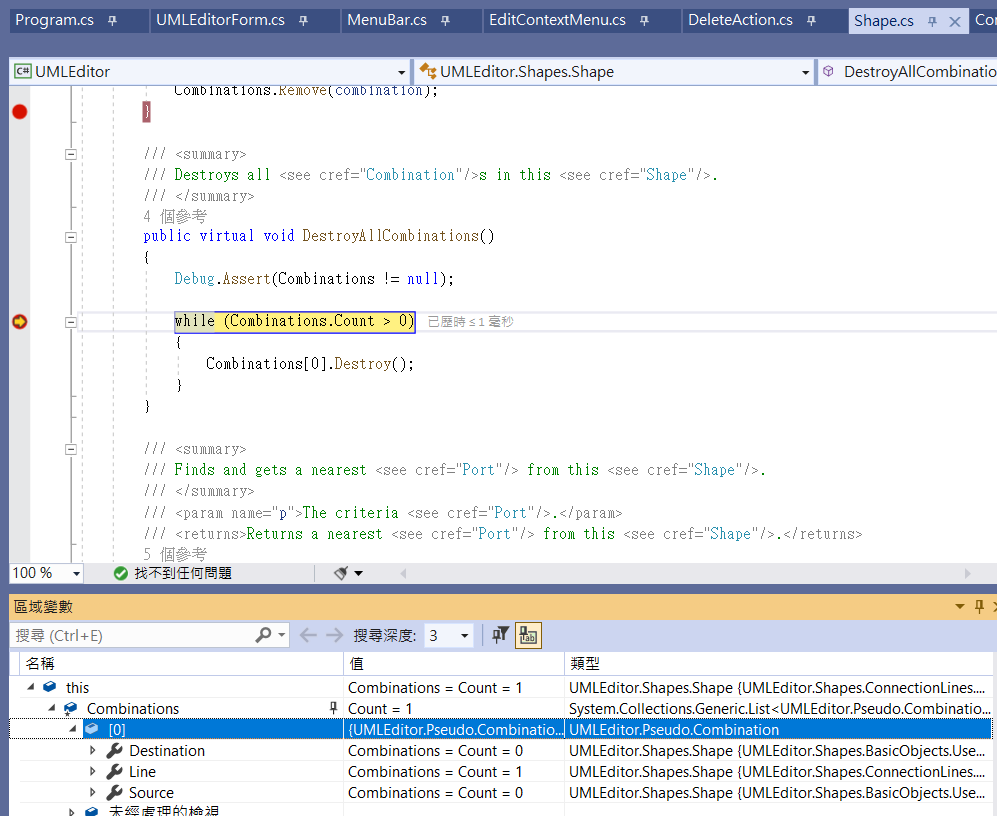 Program.cs UMLEditorForm.cs MenuBar.cs EditContextMenu.cs DeleteAction.cs Shape.cs Con
C# UMLEditor UMLEditor.Shapes.Shape DestroyAllCombinatio
Combinations.Remove(combination);
}
/// <summary>
/// Destroys all <see cref="Combination"/>s in this <see cref="Shape"/>.
/// </summary>
4 個參考
public virtual void DestroyAllCombinations()
{
Debug.Assert(Combinations != null);
while (Combinations.Count > 0) 已歷時 ≤ 1 毫秒
{
Combinations[0].Destroy();
}
}
/// <summary>
/// Finds and gets a nearest <see cref="Port"/> from this <see cref="Shape"/>.
/// </summary>
/// <param name="p">The criteria <see cref="Port"/>.</param>
/// <returns>Returns a nearest <see cref="Port"/> from this <see cref="Shape"/>.</returns>
5 個參考
100 % 找不到任何問題
區域變數
搜尋 (Ctrl+E) 搜尋深度: 3
名稱 值 類型
this Combinations = Count = 1 UMLEditor.Shapes.Shape {UMLEditor.Shapes.ConnectionLines....
Combinations Count = 1 System.Collections.Generic.List<UMLEditor.Pseudo.Combinatio...
[0] {UMLEditor.Pseudo.Combinatio... UMLEditor.Pseudo.Combination
Destination Combinations = Count = 0 UMLEditor.Shapes.Shape {UMLEditor.Shapes.BasicObjects.Use...
Line Combinations = Count = 1 UMLEditor.Shapes.Shape {UMLEditor.Shapes.ConnectionLines....
Source Combinations = Count = 0 UMLEditor.Shapes.Shape {UMLEditor.Shapes.BasicObjects.Use...
未經處理的檢視